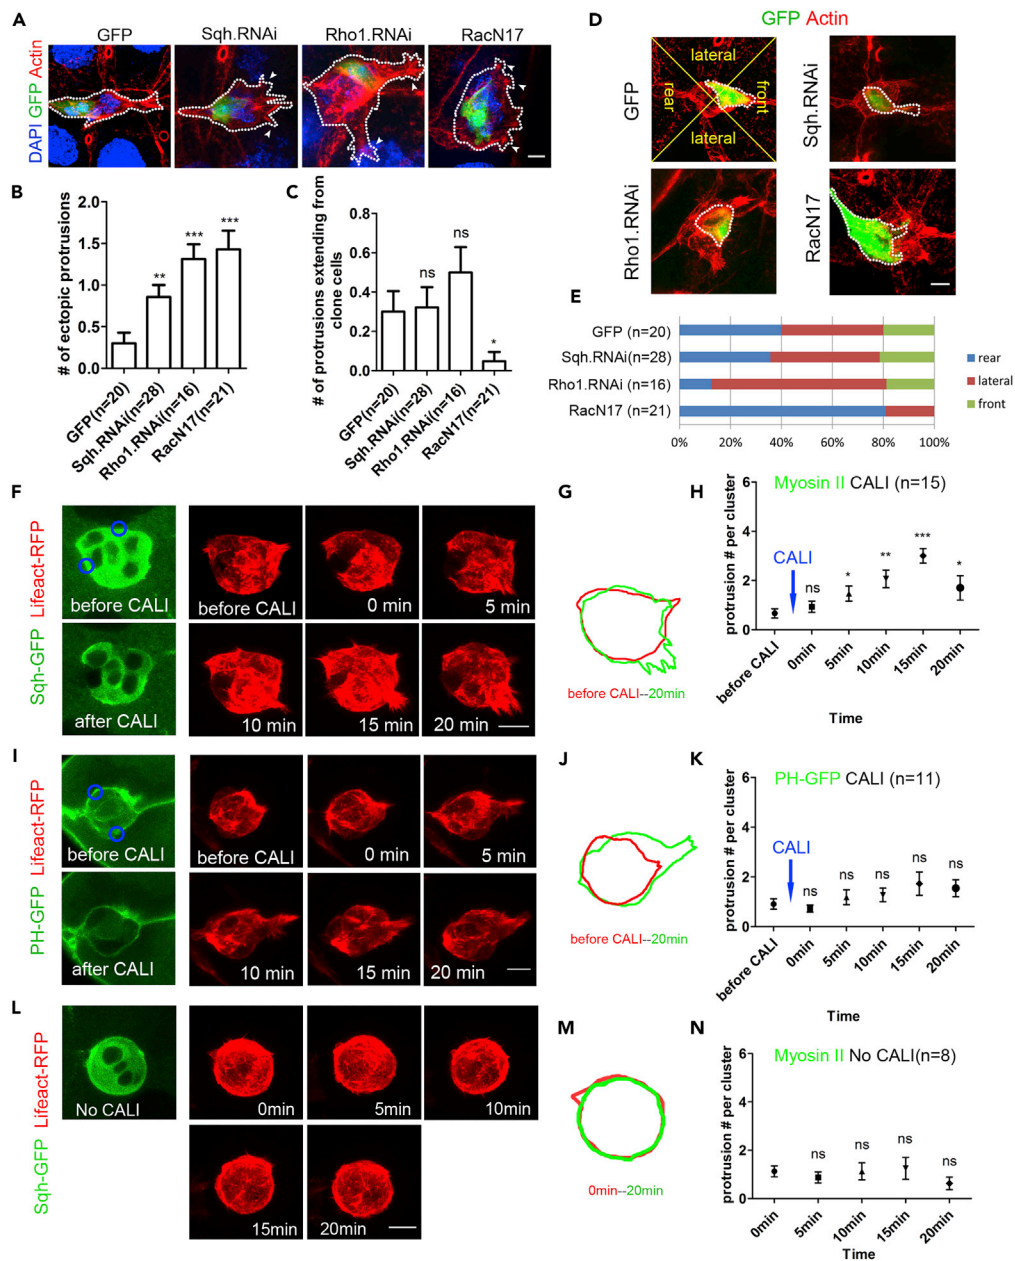 A
GFP
Sqh.RNAi
Rho1.RNAi
RacN17
DAPI GFP Actin
B
# of ectopic protrusions
2.0
1.5
1.0
0.5
0.0
**
***
***
GFP(n=20)
Sqh.RNAi(n=28)
Rho1.RNAi(n=16)
RacN17(n=21)
C
# of protrusions extending from
clone cells
0.8
0.6
0.4
0.2
0.0
ns
ns
*
GFP(n=20)
Sqh.RNAi(n=28)
Rho1.RNAi(n=16)
RacN17(n=21)
D
GFP Actin
GFP
lateral
rear
front
lateral
Sqh.RNAi
Rho1.RNAi
RacN17
E
GFP (n=20)
Sqh.RNAi(n=28)
Rho1.RNAi (n=16)
RacN17 (n=21)
0%
20%
40%
60%
80%
100%
rear
lateral
front
F
Sqh-GFP Lifeact-RFP
before CALI
after CALI
before CALI
0 min
5 min
10 min
15 min
20 min
G
before CALI--20min
H
Myosin II CALI (n=15)
protrusion # per cluster
6
4
2
0
CALI
ns
*
**
***
*
before CALI
0min
5min
10min
15min
20min
Time
I
PH-GFP Lifeact-RFP
before CALI
after CALI
before CALI
0 min
5 min
10 min
15 min
20 min
J
before CALI--20min
K
PH-GFP CALI (n=11)
protrusion # per cluster
6
4
2
0
CALI
ns
ns
ns
ns
ns
before CALI
0min
5min
10min
15min
20min
Time
L
Sqh-GFP Lifeact-RFP
No CALI
0min
5min
10min
15min
20min
M
0min--20min
N
Myosin II No CALI(n=8)
protrusion # per cluster
6
4
2
0
ns
ns
ns
ns
0min
5min
10min
15min
20min
Time